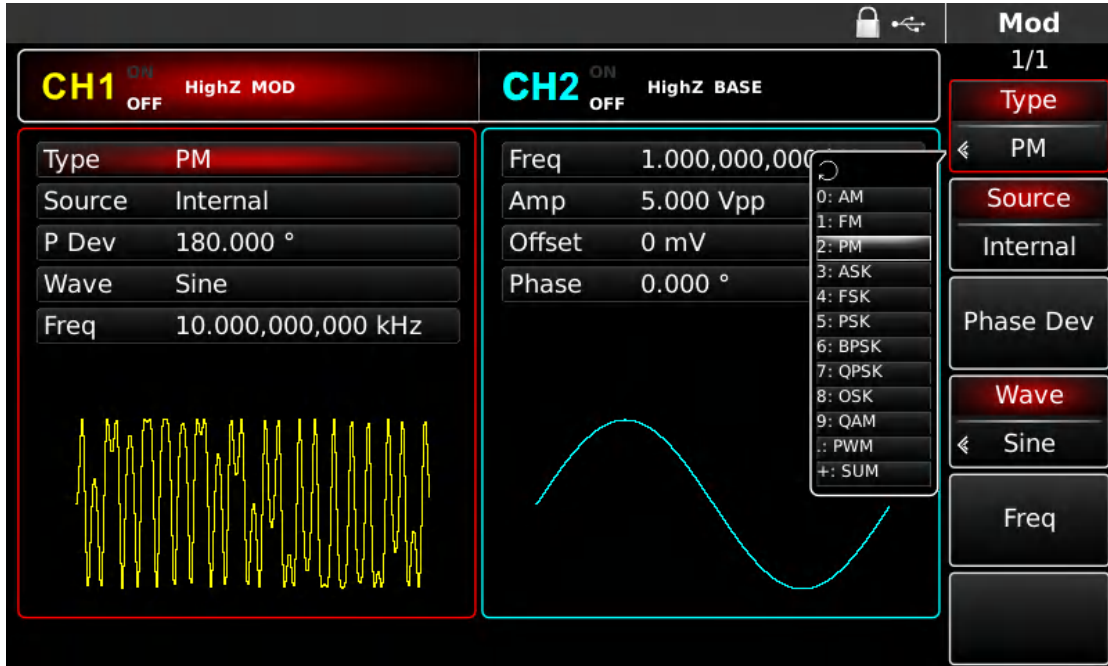 Mod
1/1
CH1 ON OFF HighZ MOD
CH2 ON OFF HighZ BASE
Type PM
Source Internal
P Dev 180.000 °
Wave Sine
Freq 10.000,000,000 kHz
Freq 1.000,000,000
Amp 5.000 Vpp
Offset 0 mV
Phase 0.000 °
0: AM
1: FM
2: PM
3: ASK
4: FSK
5: PSK
6: BPSK
7: QPSK
8: OSK
9: QAM
.: PWM
+: SUM
Type
PM
Source
Internal
Phase Dev
Wave
Sine
Freq